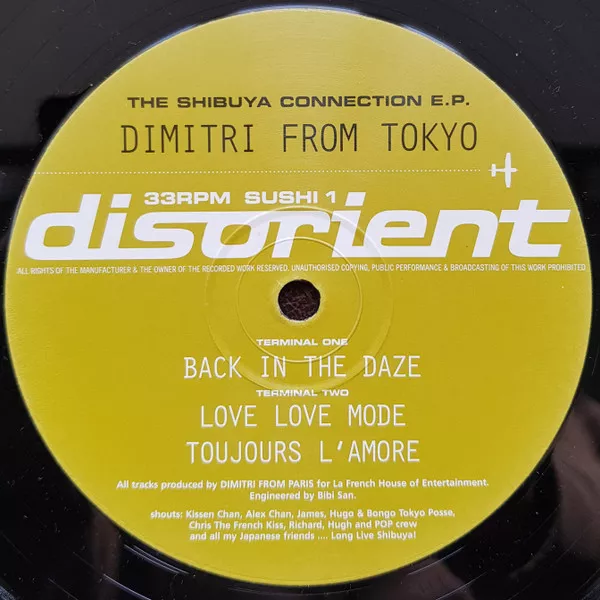 THE SHIBUYA CONNECTION E.P.
DIMITRI FROM TOKYO
33RPM SUSHI 1
disorient
ALL RIGHTS OF THE MANUFACTURER & THE OWNER OF THE RECORDED WORK RESERVED. UNAUTHORISED COPYING, PUBLIC PERFORMANCE & BROADCASTING OF THIS WORK PROHIBITED
TERMINAL ONE
BACK IN THE DAZE
TERMINAL TWO
LOVE LOVE MODE
TOUJOURS L'AMORE
All tracks produced by DIMITRI FROM PARIS for La French House of Entertainment.
Engineered by Bibi San.
shouts: Kissen Chan, Alex Chan, James, Hugo & Bongo Tokyo Posse,
Chris The French Kiss, Richard, Hugh and POP crew
and all my Japanese friends .... Long Live Shibuya!